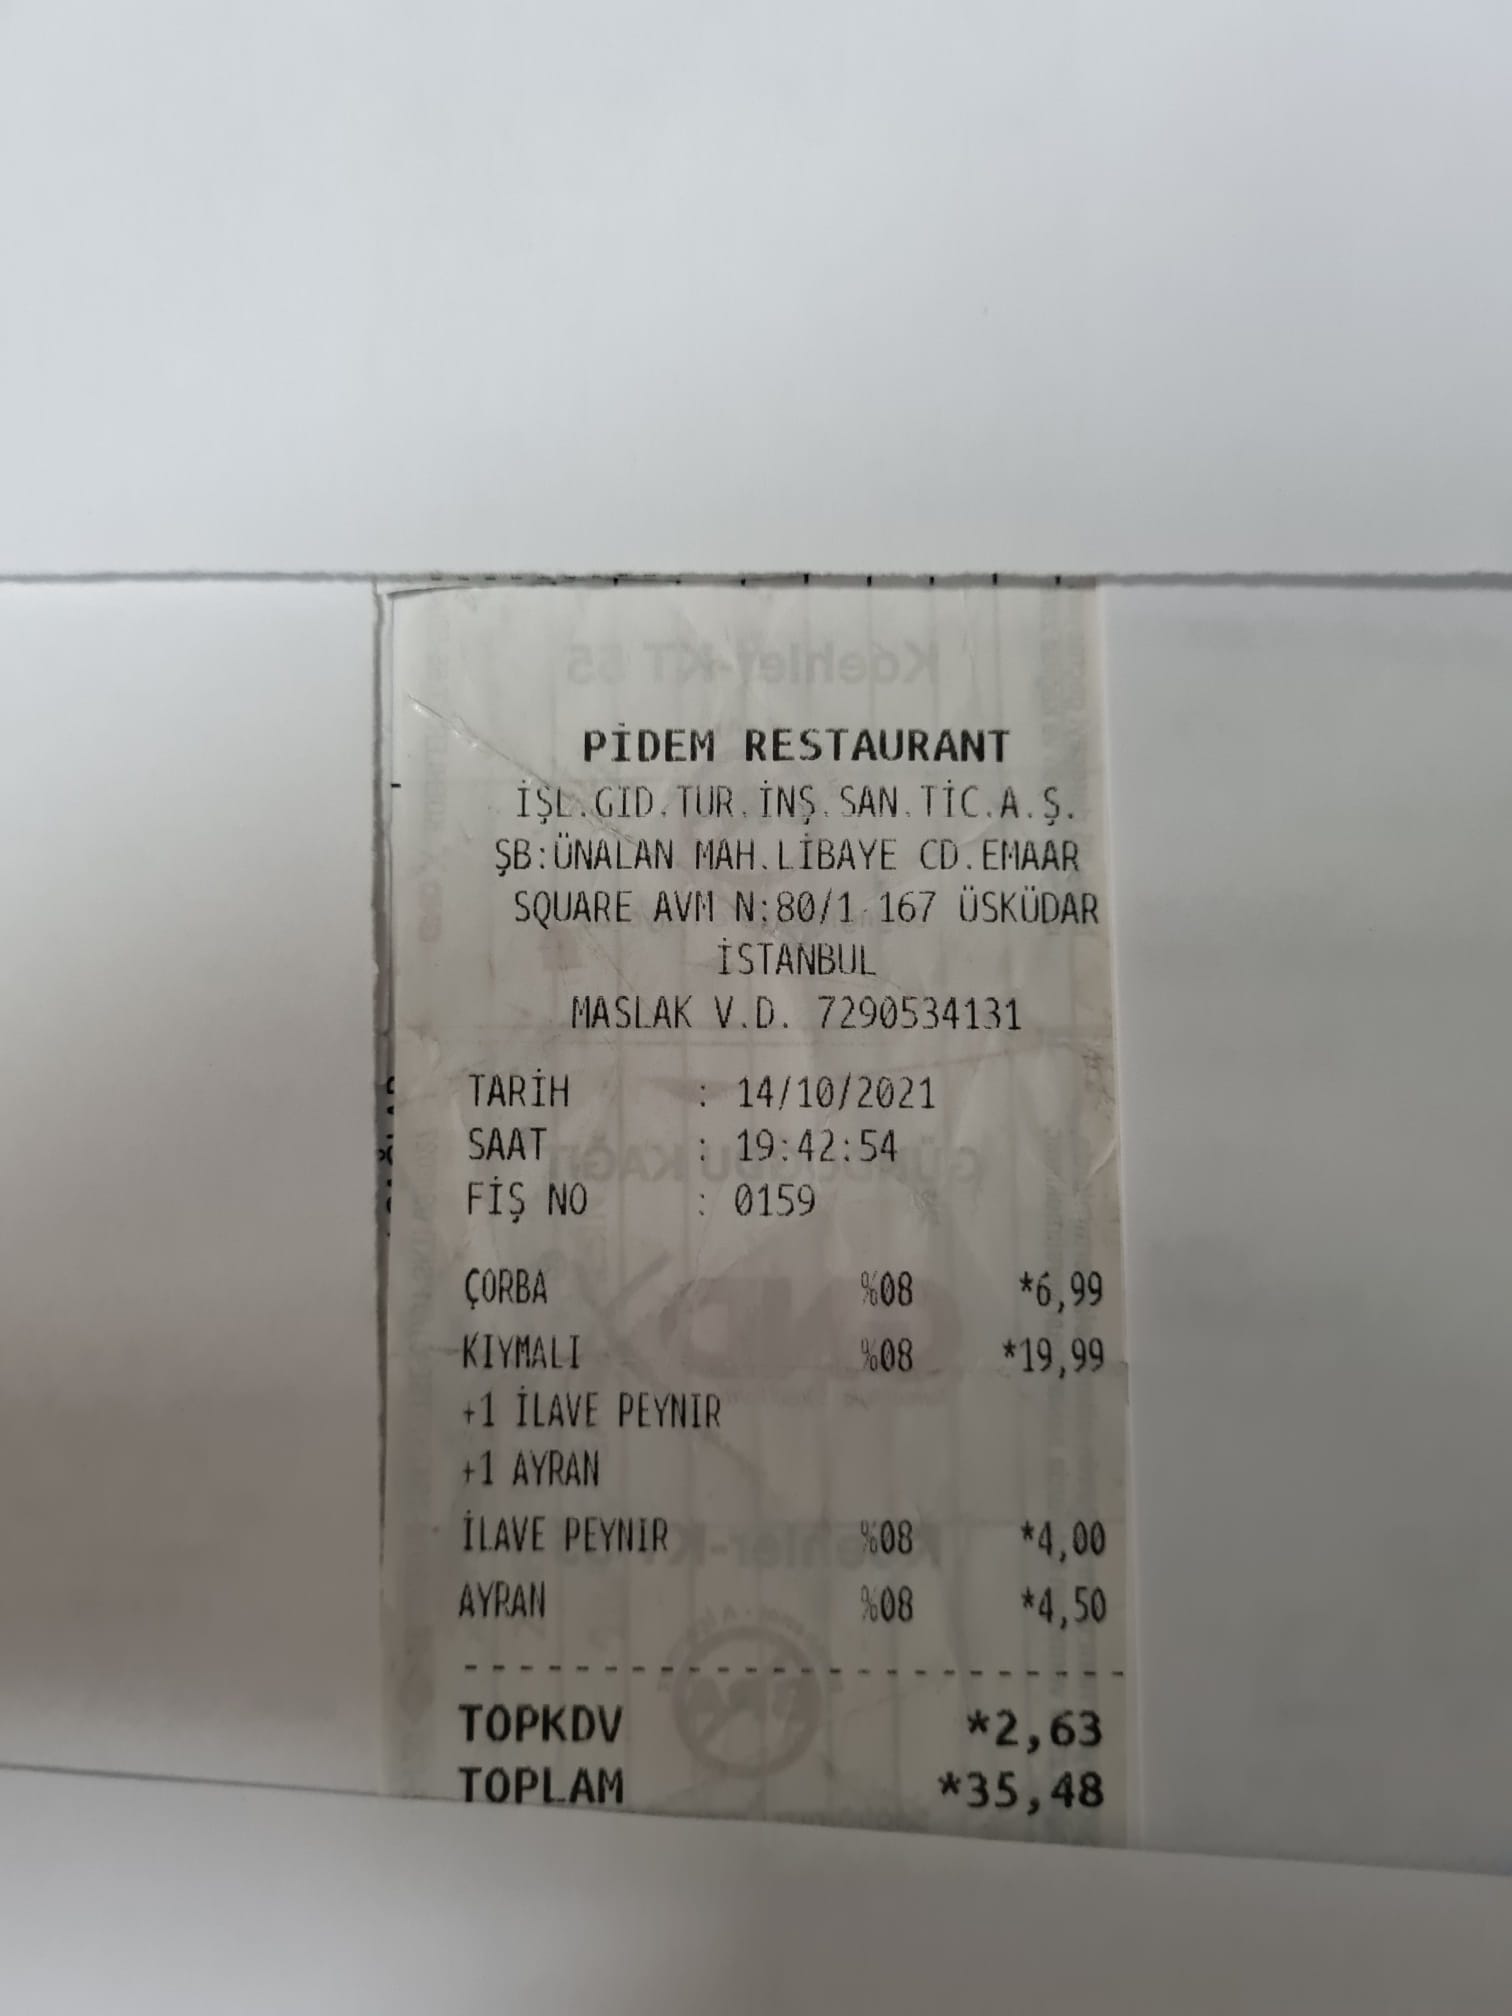 PİDEM RESTAURANT
İŞL.GID.TUR.İNŞ.SAN.TİC.A.Ş.
ŞB:ÜNALAN MAH.LİBAYE CD.EMAAR
SQUARE AVM N:80/1 167 ÜSKÜDAR
İSTANBUL
MASLAK V.D. 7290534131
TARİH : 14/10/2021
SAAT : 19:42:54
FİŞ NO : 0159
ÇORBA %08 *6,99
KIYMALI %08 *19,99
+1 İLAVE PEYNIR
+1 AYRAN
İLAVE PEYNIR %08 *4,00
AYRAN %08 *4,50
TOPKDV *2,63
TOPLAM *35,48